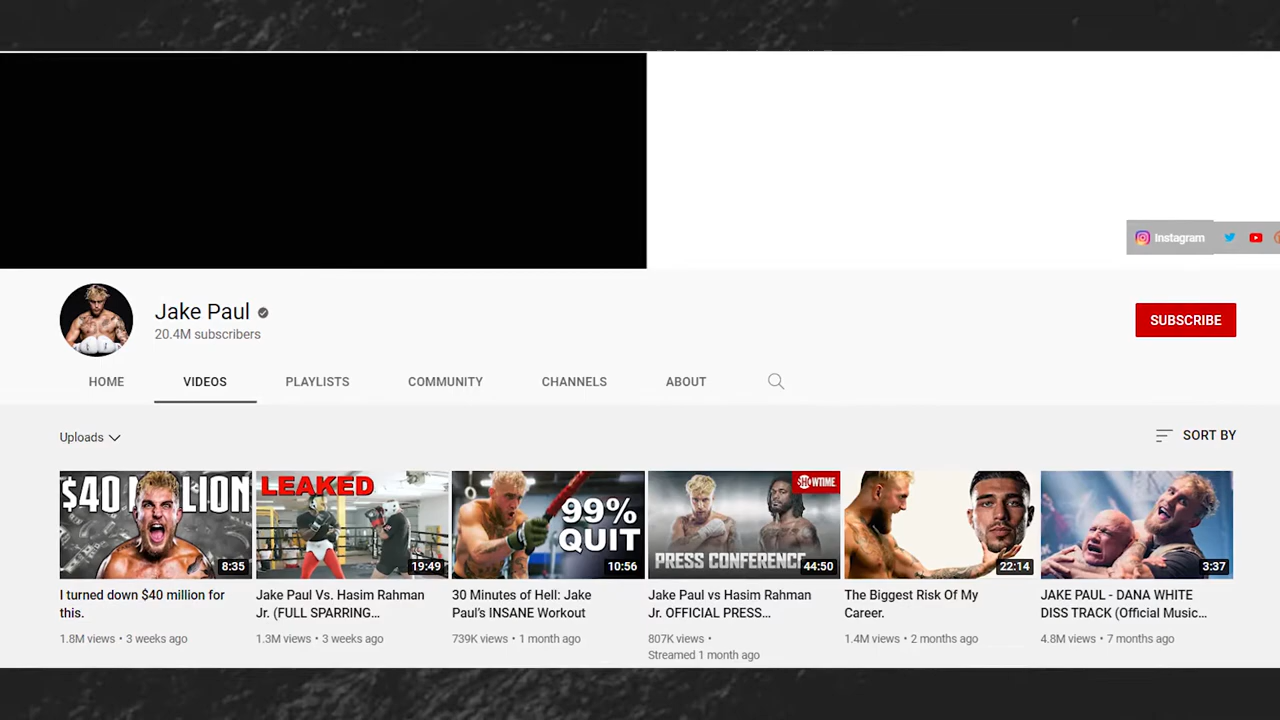 Instagram
Jake Paul
20.4M subscribers
SUBSCRIBE
HOME VIDEOS PLAYLISTS COMMUNITY CHANNELS ABOUT
Uploads
SORT BY
$40 MILLION
8:35
LEAKED
19:49
99%
QUIT
10:56
SHOWTIME
PRESS CONFERENCE
44:50
22:14
3:37
I turned down $40 million for
this.
1.8M views • 3 weeks ago
Jake Paul Vs. Hasim Rahman
Jr. (FULL SPARRING...
1.3M views • 3 weeks ago
30 Minutes of Hell: Jake
Paul's INSANE Workout
739K views • 1 month ago
Jake Paul vs Hasim Rahman
Jr. OFFICIAL PRESS...
807K views •
Streamed 1 month ago
The Biggest Risk Of My
Career.
1.4M views • 2 months ago
JAKE PAUL - DANA WHITE
DISS TRACK (Official Music...
4.8M views • 7 months ago